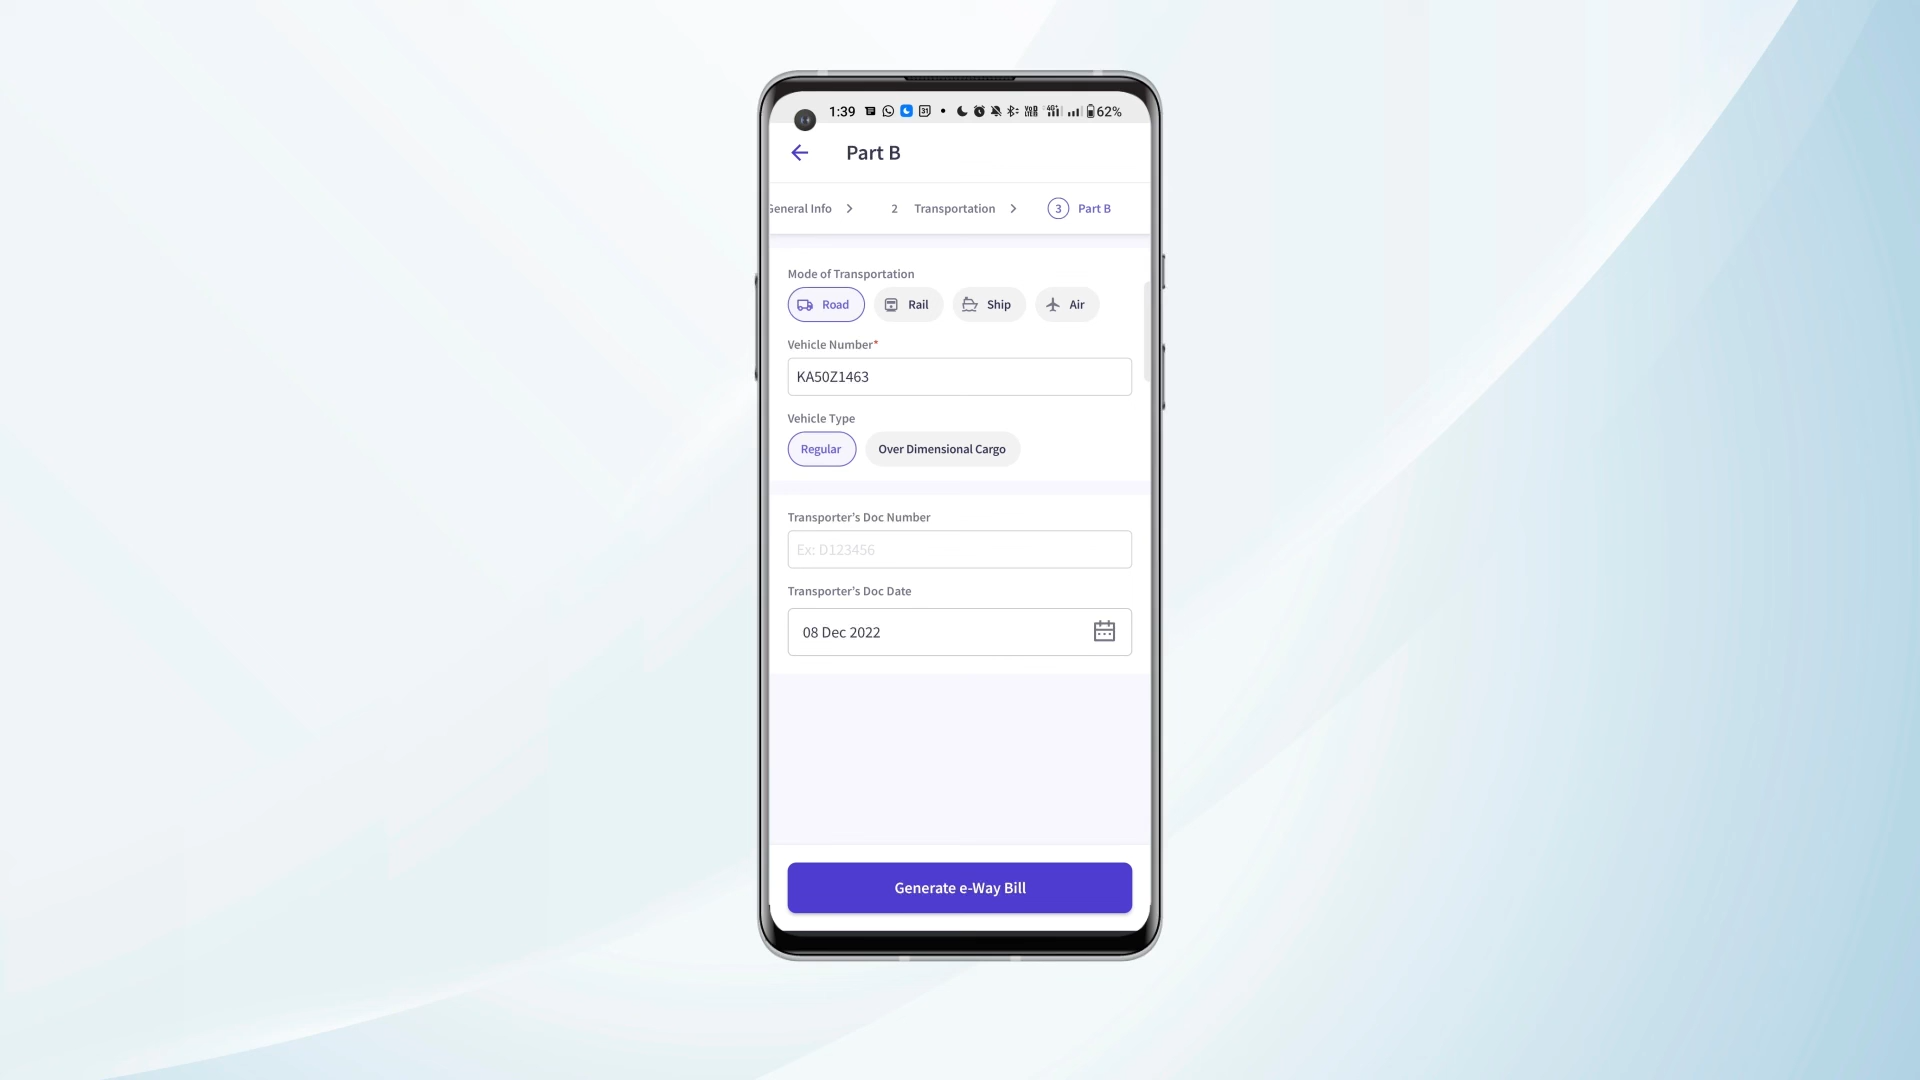 1:39 62%
Part B
General Info 2 Transportation 3 Part B
Mode of Transportation
Road Rail Ship Air
Vehicle Number*
KA50Z1463
Vehicle Type
Regular Over Dimensional Cargo
Transporter's Doc Number
Ex: D123456
Transporter's Doc Date
08 Dec 2022
Generate e-Way Bill